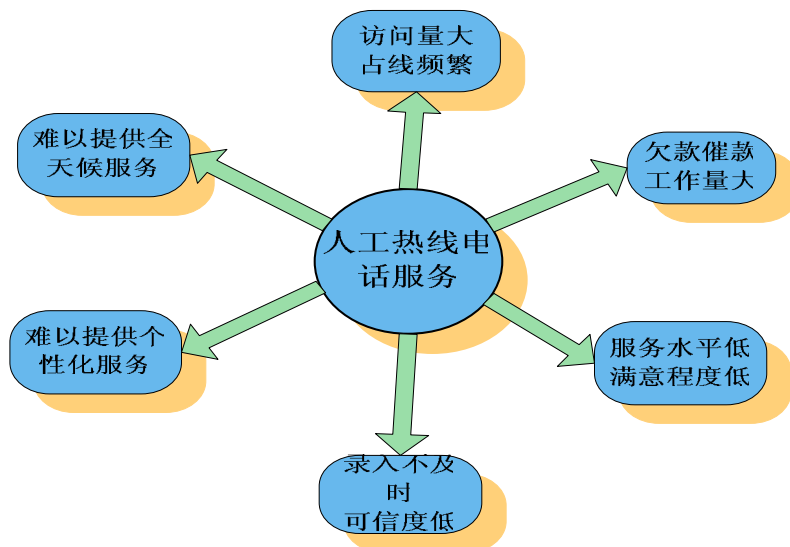 访问量大
占线频繁
难以提供全
天候服务
欠款催款
工作量大
人工热线电
话服务
难以提供个
性化服务
服务水平低
满意程度低
录入不及
时
可信度低